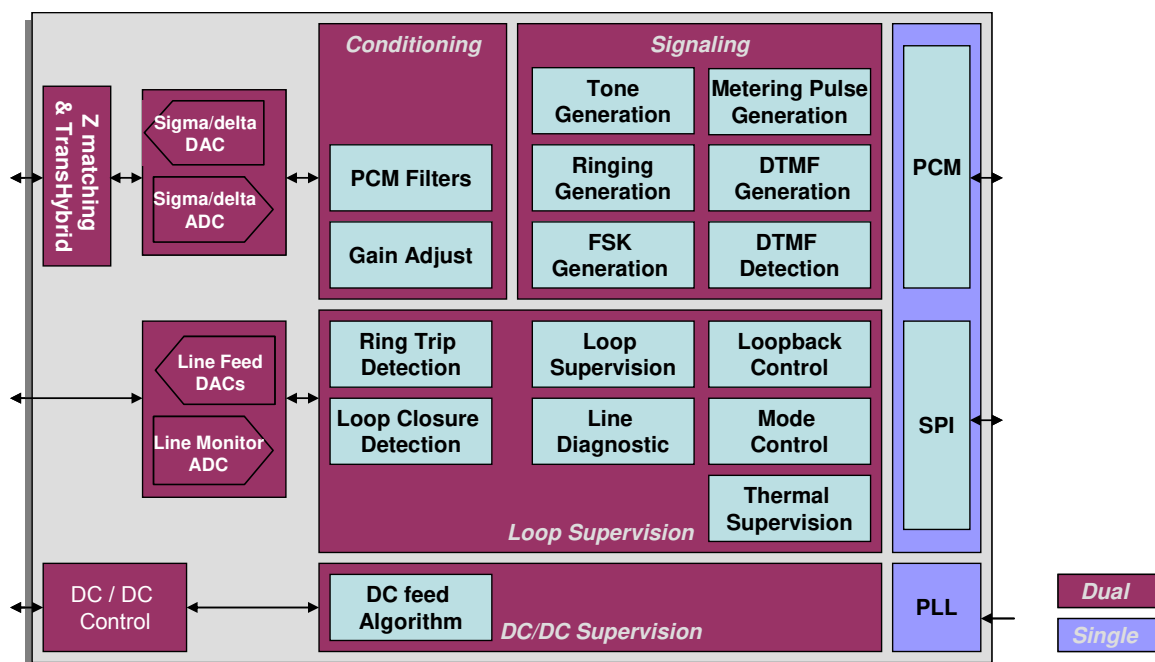 Conditioning
Signaling
Tone
Generation
Metering Pulse
Generation
Z matching
& TransHybrid
Sigma/delta
DAC
Sigma/delta
ADC
PCM Filters
Gain Adjust
Ringing
Generation
DTMF
Generation
FSK
Generation
DTMF
Detection
PCM
Line Feed
DACs
Line Monitor
ADC
Ring Trip
Detection
Loop
Supervision
Loopback
Control
Loop Closure
Detection
Line
Diagnostic
Mode
Control
Thermal
Supervision
Loop Supervision
SPI
DC / DC
Control
DC feed
Algorithm
DC/DC Supervision
PLL
Dual
Single